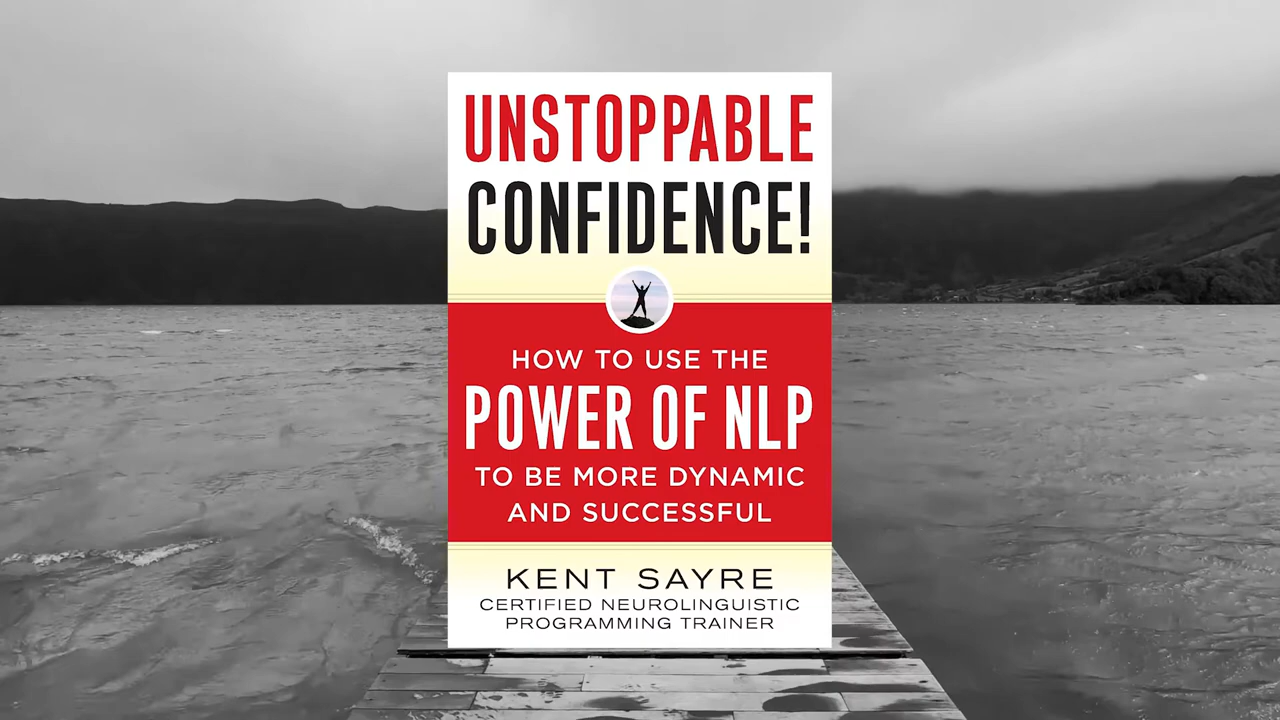 UNSTOPPABLE
CONFIDENCE!
HOW TO USE THE
POWER OF NLP
TO BE MORE DYNAMIC
AND SUCCESSFUL
KENT SAYRE
CERTIFIED NEUROLINGUISTIC
PROGRAMMING TRAINER